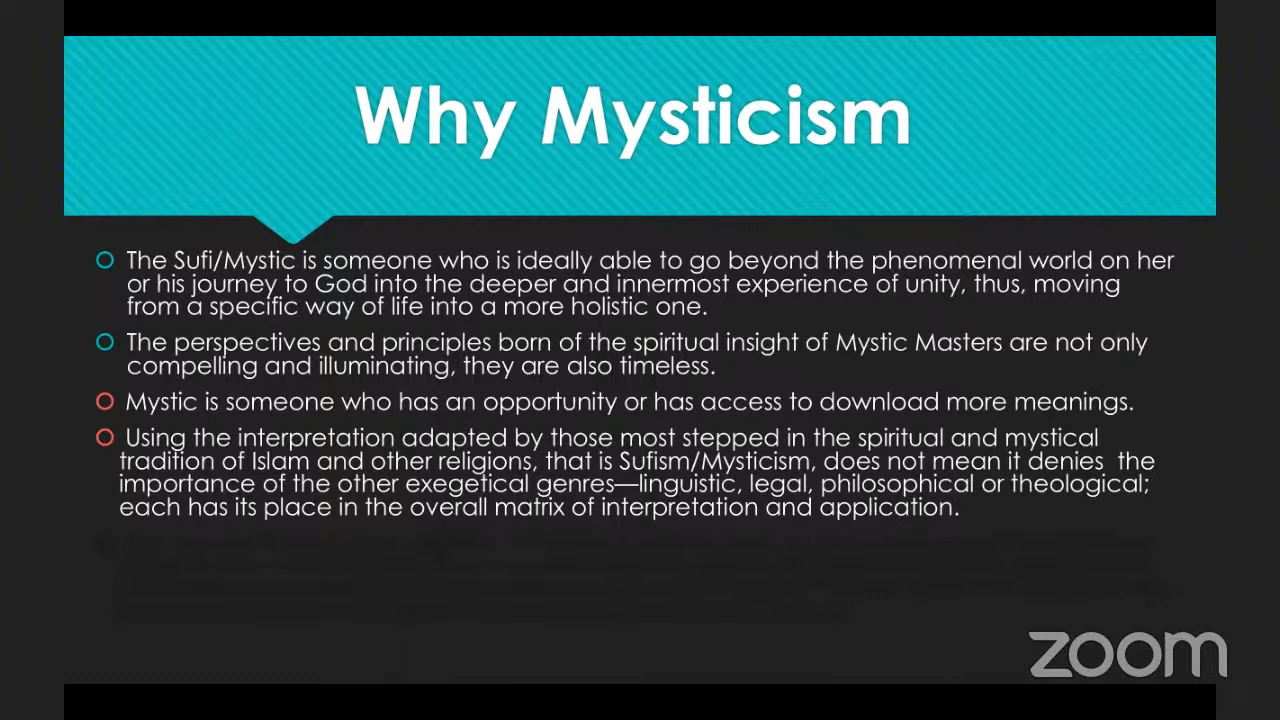 Why Mysticism
The Sufi/Mystic is someone who is ideally able to go beyond the phenomenal world on her
or his journey to God into the deeper and innermost experience of unity, thus, moving
from a specific way of life into a more holistic one.
The perspectives and principles born of the spiritual insight of Mystic Masters are not only
compelling and illuminating, they are also timeless.
Mystic is someone who has an opportunity or has access to download more meanings.
Using the interpretation adapted by those most stepped in the spiritual and mystical
tradition of Islam and other religions, that is Sufism/Mysticism, does not mean it denies  the
importance of the other exegetical genres—linguistic, legal, philosophical or theological;
each has its place in the overall matrix of interpretation and application.
zoom